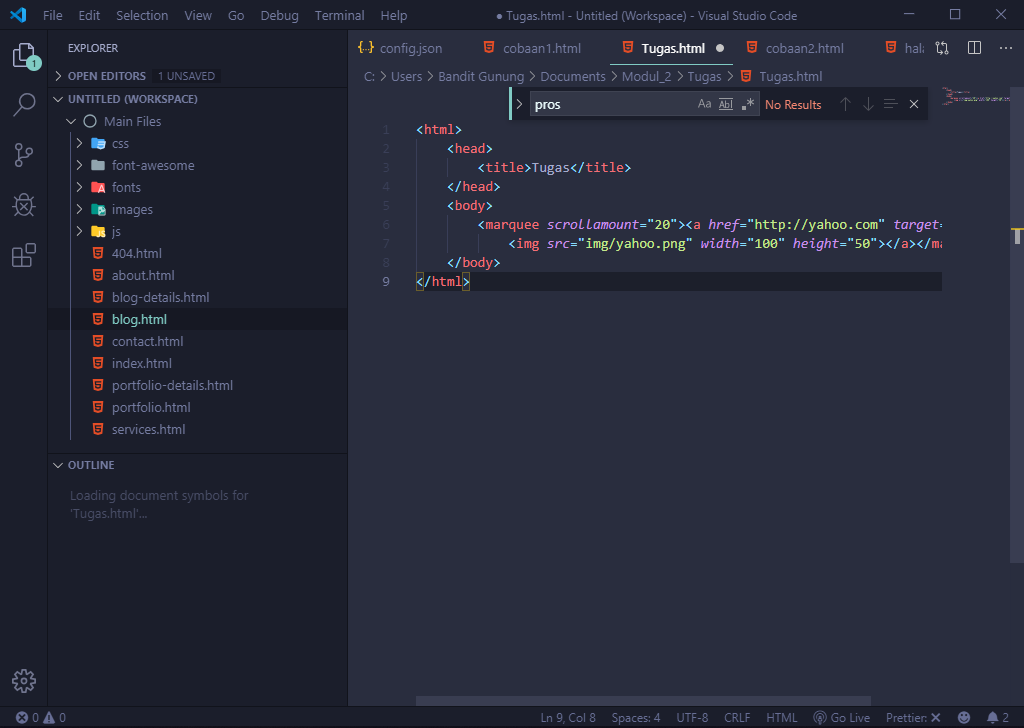 File Edit Selection View Go Debug Terminal Help ● Tugas.html - Untitled (Workspace) - Visual Studio Code
1
EXPLORER
OPEN EDITORS 1 UNSAVED
UNTITLED (WORKSPACE)
Main Files
css
font-awesome
fonts
images
js
404.html
about.html
blog-details.html
blog.html
contact.html
index.html
portfolio-details.html
portfolio.html
services.html
OUTLINE
Loading document symbols for
'Tugas.html'...
config.json cobaan1.html Tugas.html ● cobaan2.html hal
C: > Users > Bandit Gunung > Documents > Modul_2 > Tugas > Tugas.html
pros Aa Abl .* No Results
1 <html>
2 <head>
3 <title>Tugas</title>
4 </head>
5 <body>
6 <marquee scrollamount="20"><a href="http://yahoo.com" target=
7 <img src="img/yahoo.png" width="100" height="50"></a></ma
8 </body>
9 </html>
0 0 Ln 9, Col 8 Spaces: 4 UTF-8 CRLF HTML Go Live Prettier: ✕ 2